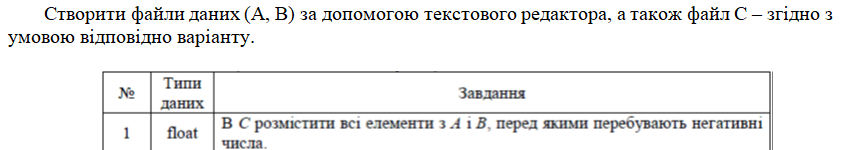 Створити файли даних (А, В) за допомогою текстового редактора, а також файл С – згідно з
умовою відповідно варіанту.
№ Типи даних Завдання
1 float В C розмістити всі елементи з A і B, перед якими перебувають негативні
числа.